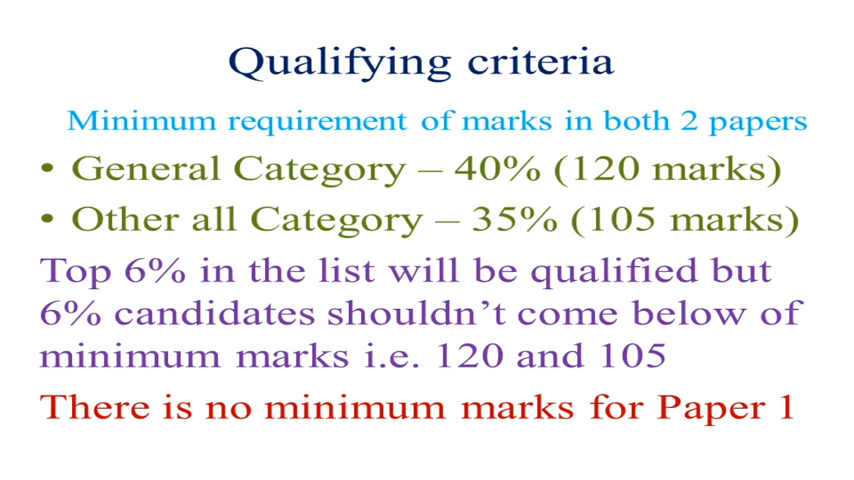 Qualifying criteria
Minimum requirement of marks in both 2 papers
• General Category – 40% (120 marks)
• Other all Category – 35% (105 marks)
Top 6% in the list will be qualified but
6% candidates shouldn’t come below of
minimum marks i.e. 120 and 105
There is no minimum marks for Paper 1